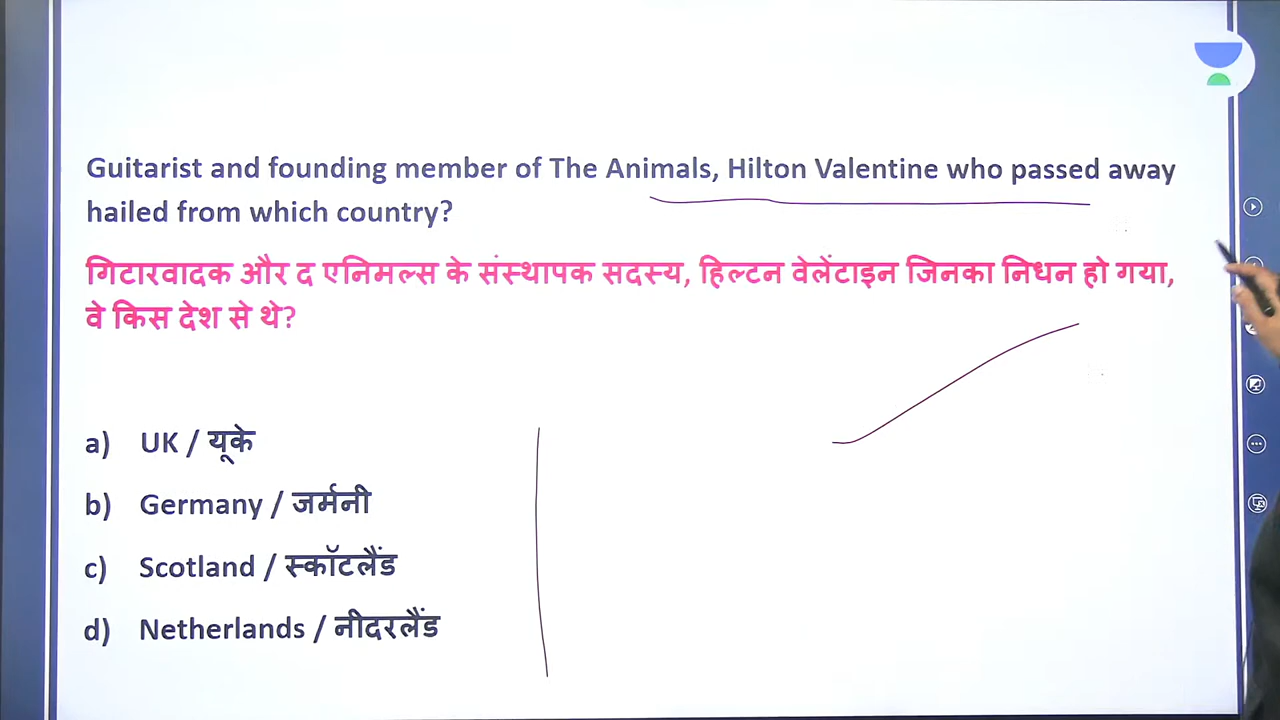 Guitarist and founding member of The Animals, Hilton Valentine who passed away
hailed from which country?
गिटारवादक और द एनिमल्स के संस्थापक सदस्य, हिल्टन वेलेंटाइन जिनका निधन हो गया,
वे किस देश से थे?
a) UK / यूके
b) Germany / जर्मनी
c) Scotland / स्कॉटलैंड
d) Netherlands / नीदरलैंड